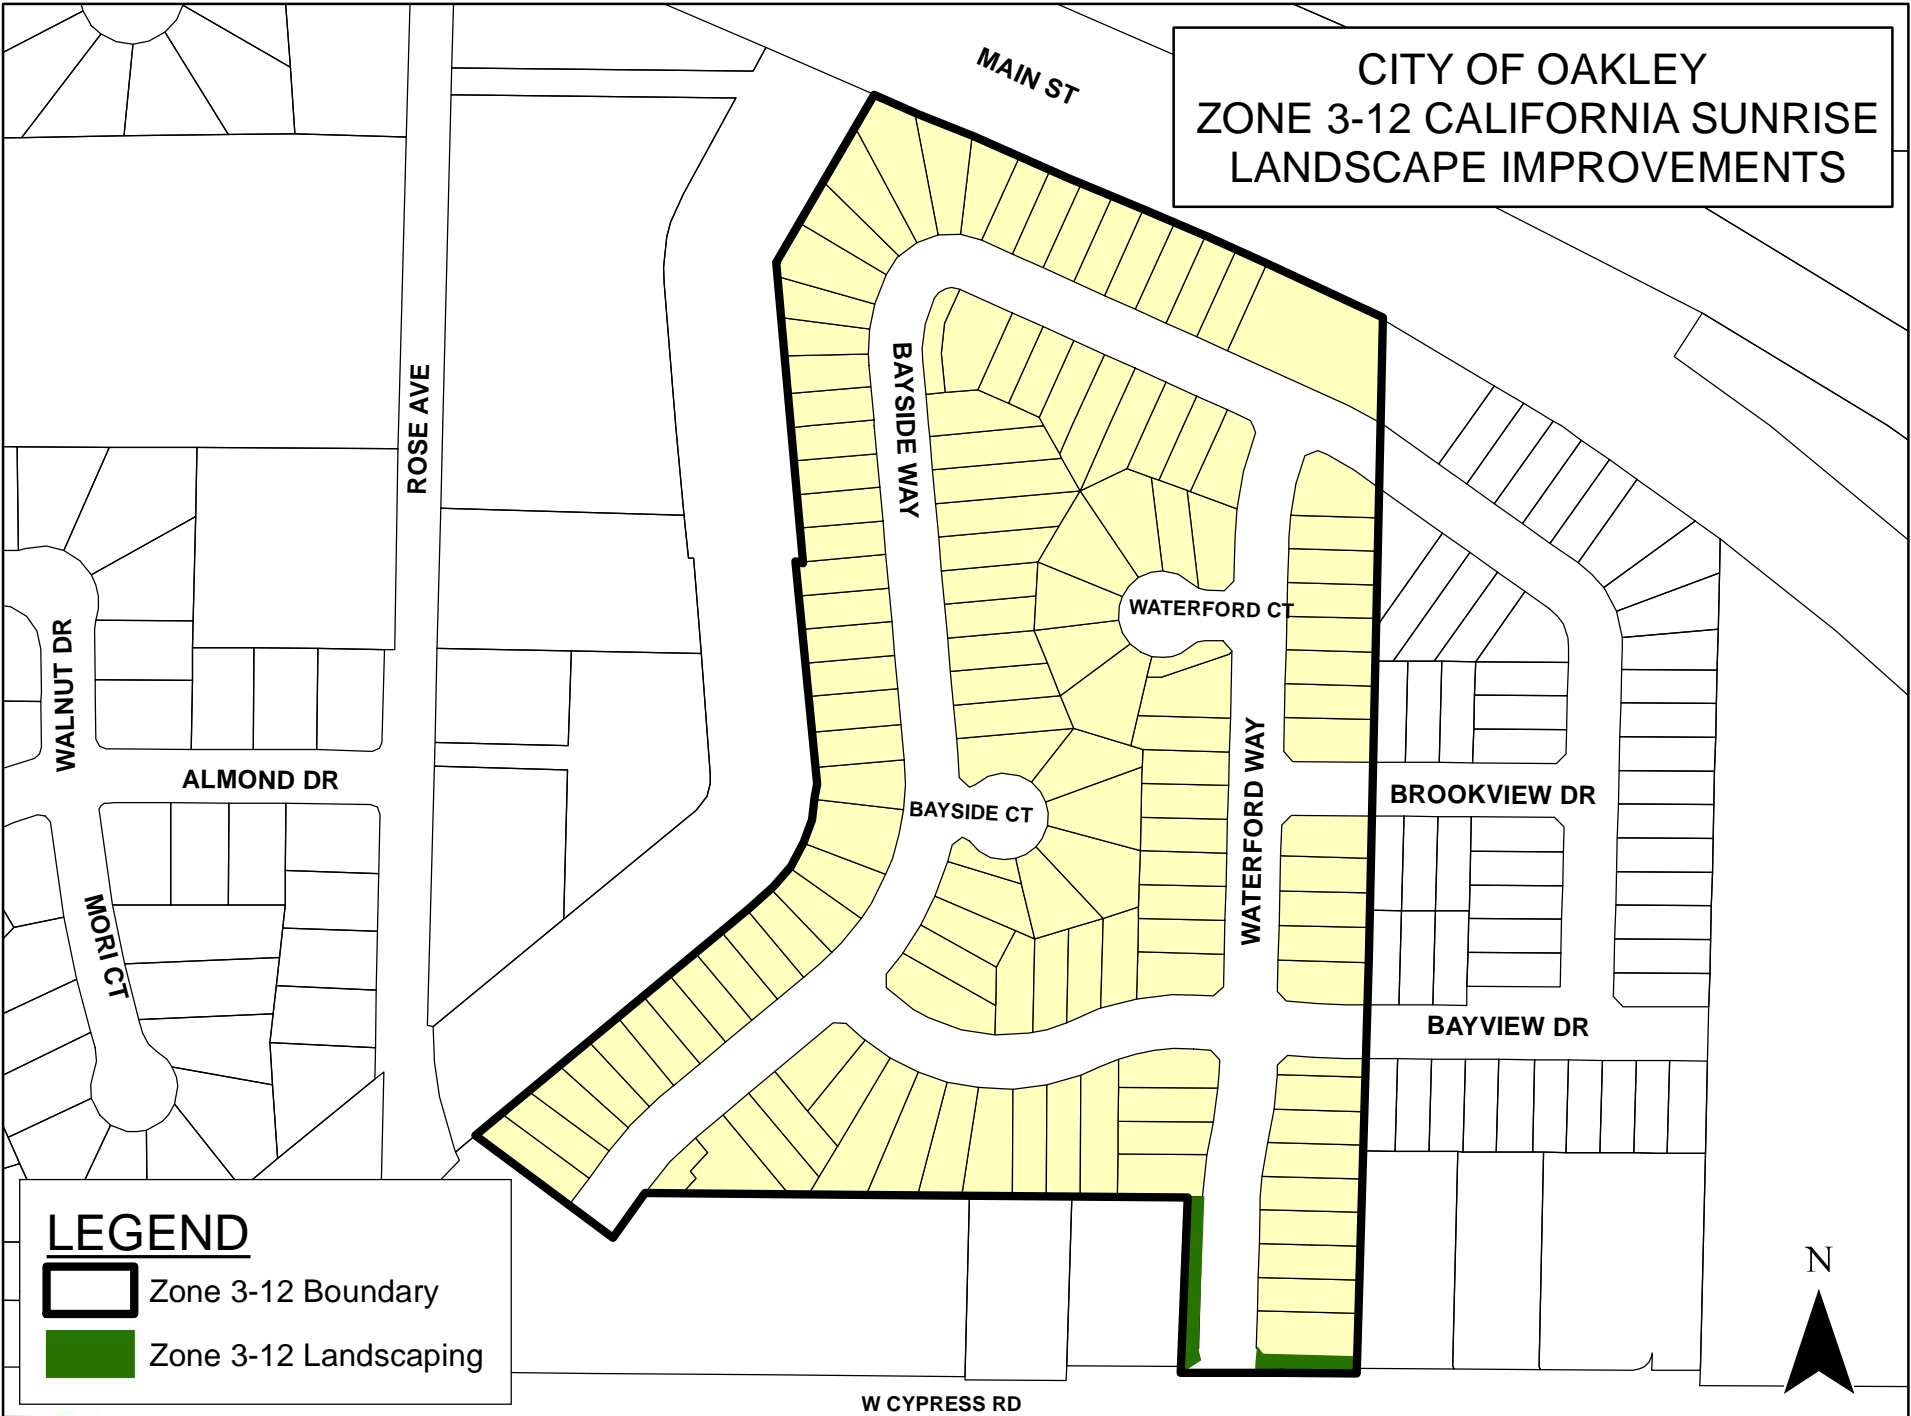 CITY OF OAKLEY
ZONE 3-12 CALIFORNIA SUNRISE
LANDSCAPE IMPROVEMENTS
MAIN ST
ROSE AVE
BAYSIDE WAY
WATERFORD CT
WALNUT DR
ALMOND DR
BAYSIDE CT
WATERFORD WAY
BROOKVIEW DR
MORI CT
BAYVIEW DR
LEGEND
Zone 3-12 Boundary
Zone 3-12 Landscaping
N
W CYPRESS RD